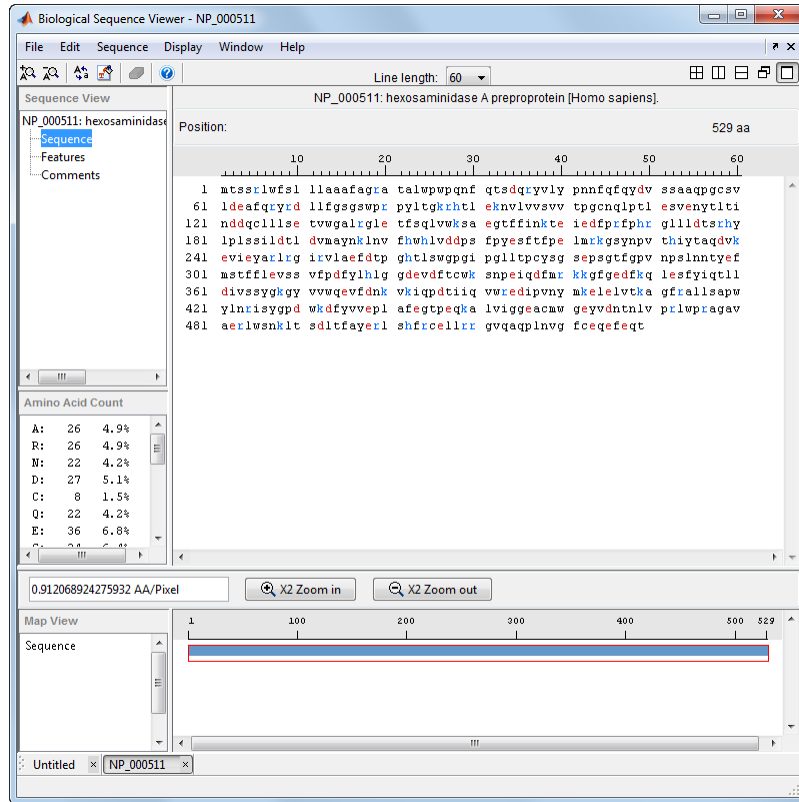 Biological Sequence Viewer - NP_000511
File Edit Sequence Display Window Help
Line length: 60
Sequence View
NP_000511: hexosaminidase
Sequence
Features
Comments
NP_000511: hexosaminidase A preproprotein [Homo sapiens].
Position: 529 aa
10 20 30 40 50 60
1 mtssrlwfsl llaaafagra talwpwpqnf qtsdqryvly pnnfqfqydv ssaaqpgcsv
61 ldeafqryrd llfgsgswpr pyltgkrhtl eknvlvvsvv tpgcnqlptl esvenytlti
121 nddqclllse tvwgalrgle tfsqlvwksa egtffinkte iedfprfphr gllldtsrhy
181 lplssildtl dvmaynklnv fhwhlvddps fpyesftfpe lmrkgsynpv thiytaqdvk
241 evieyarlrg irvlaefdtp ghtlswgpgi pglltpcysg sepsgtfgpv npslnntyef
301 mstfflevss vfpdfylhlg gdevdftcwk snpeiqdfmr kkgfgedfkq lesfyiqtll
361 divssygkgy vvwqevfdnk vkiqpdtiiq vwredipvny mkelelvtka gfrallsapw
421 ylnrisygpd wkdfyvvepl afegtpeqka lviggeacmw geyvdntnlv prlwpragav
481 aerlwsnklt sdltfayerl shfrcellrr gvqaqplnvg fceqefeqt
Amino Acid Count
A: 26 4.9%
R: 26 4.9%
N: 22 4.2%
D: 27 5.1%
C: 8 1.5%
Q: 22 4.2%
E: 36 6.8%
0.912068924275932 AA/Pixel
X2 Zoom in
X2 Zoom out
Map View
Sequence
1 100 200 300 400 500 529
Untitled
NP_000511